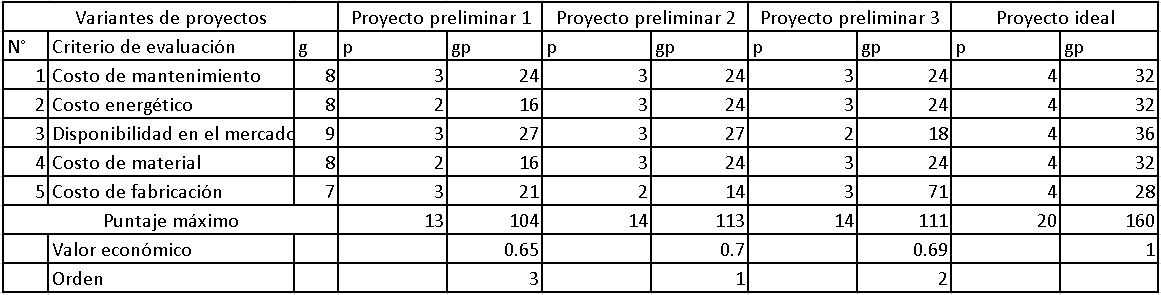 Variantes de proyectos Proyecto preliminar 1 Proyecto preliminar 2 Proyecto preliminar 3 Proyecto ideal
N° Criterio de evaluación g p gp p gp p gp p gp
1 Costo de mantenimiento 8 3 24 3 24 3 24 4 32
2 Costo energético 8 2 16 3 24 3 24 4 32
3 Disponibilidad en el mercado 9 3 27 3 27 2 18 4 36
4 Costo de material 8 2 16 3 24 3 24 4 32
5 Costo de fabricación 7 3 21 2 14 3 71 4 28
Puntaje máximo 13 104 14 113 14 111 20 160
Valor económico 0.65 0.7 0.69 1
Orden 3 1 2